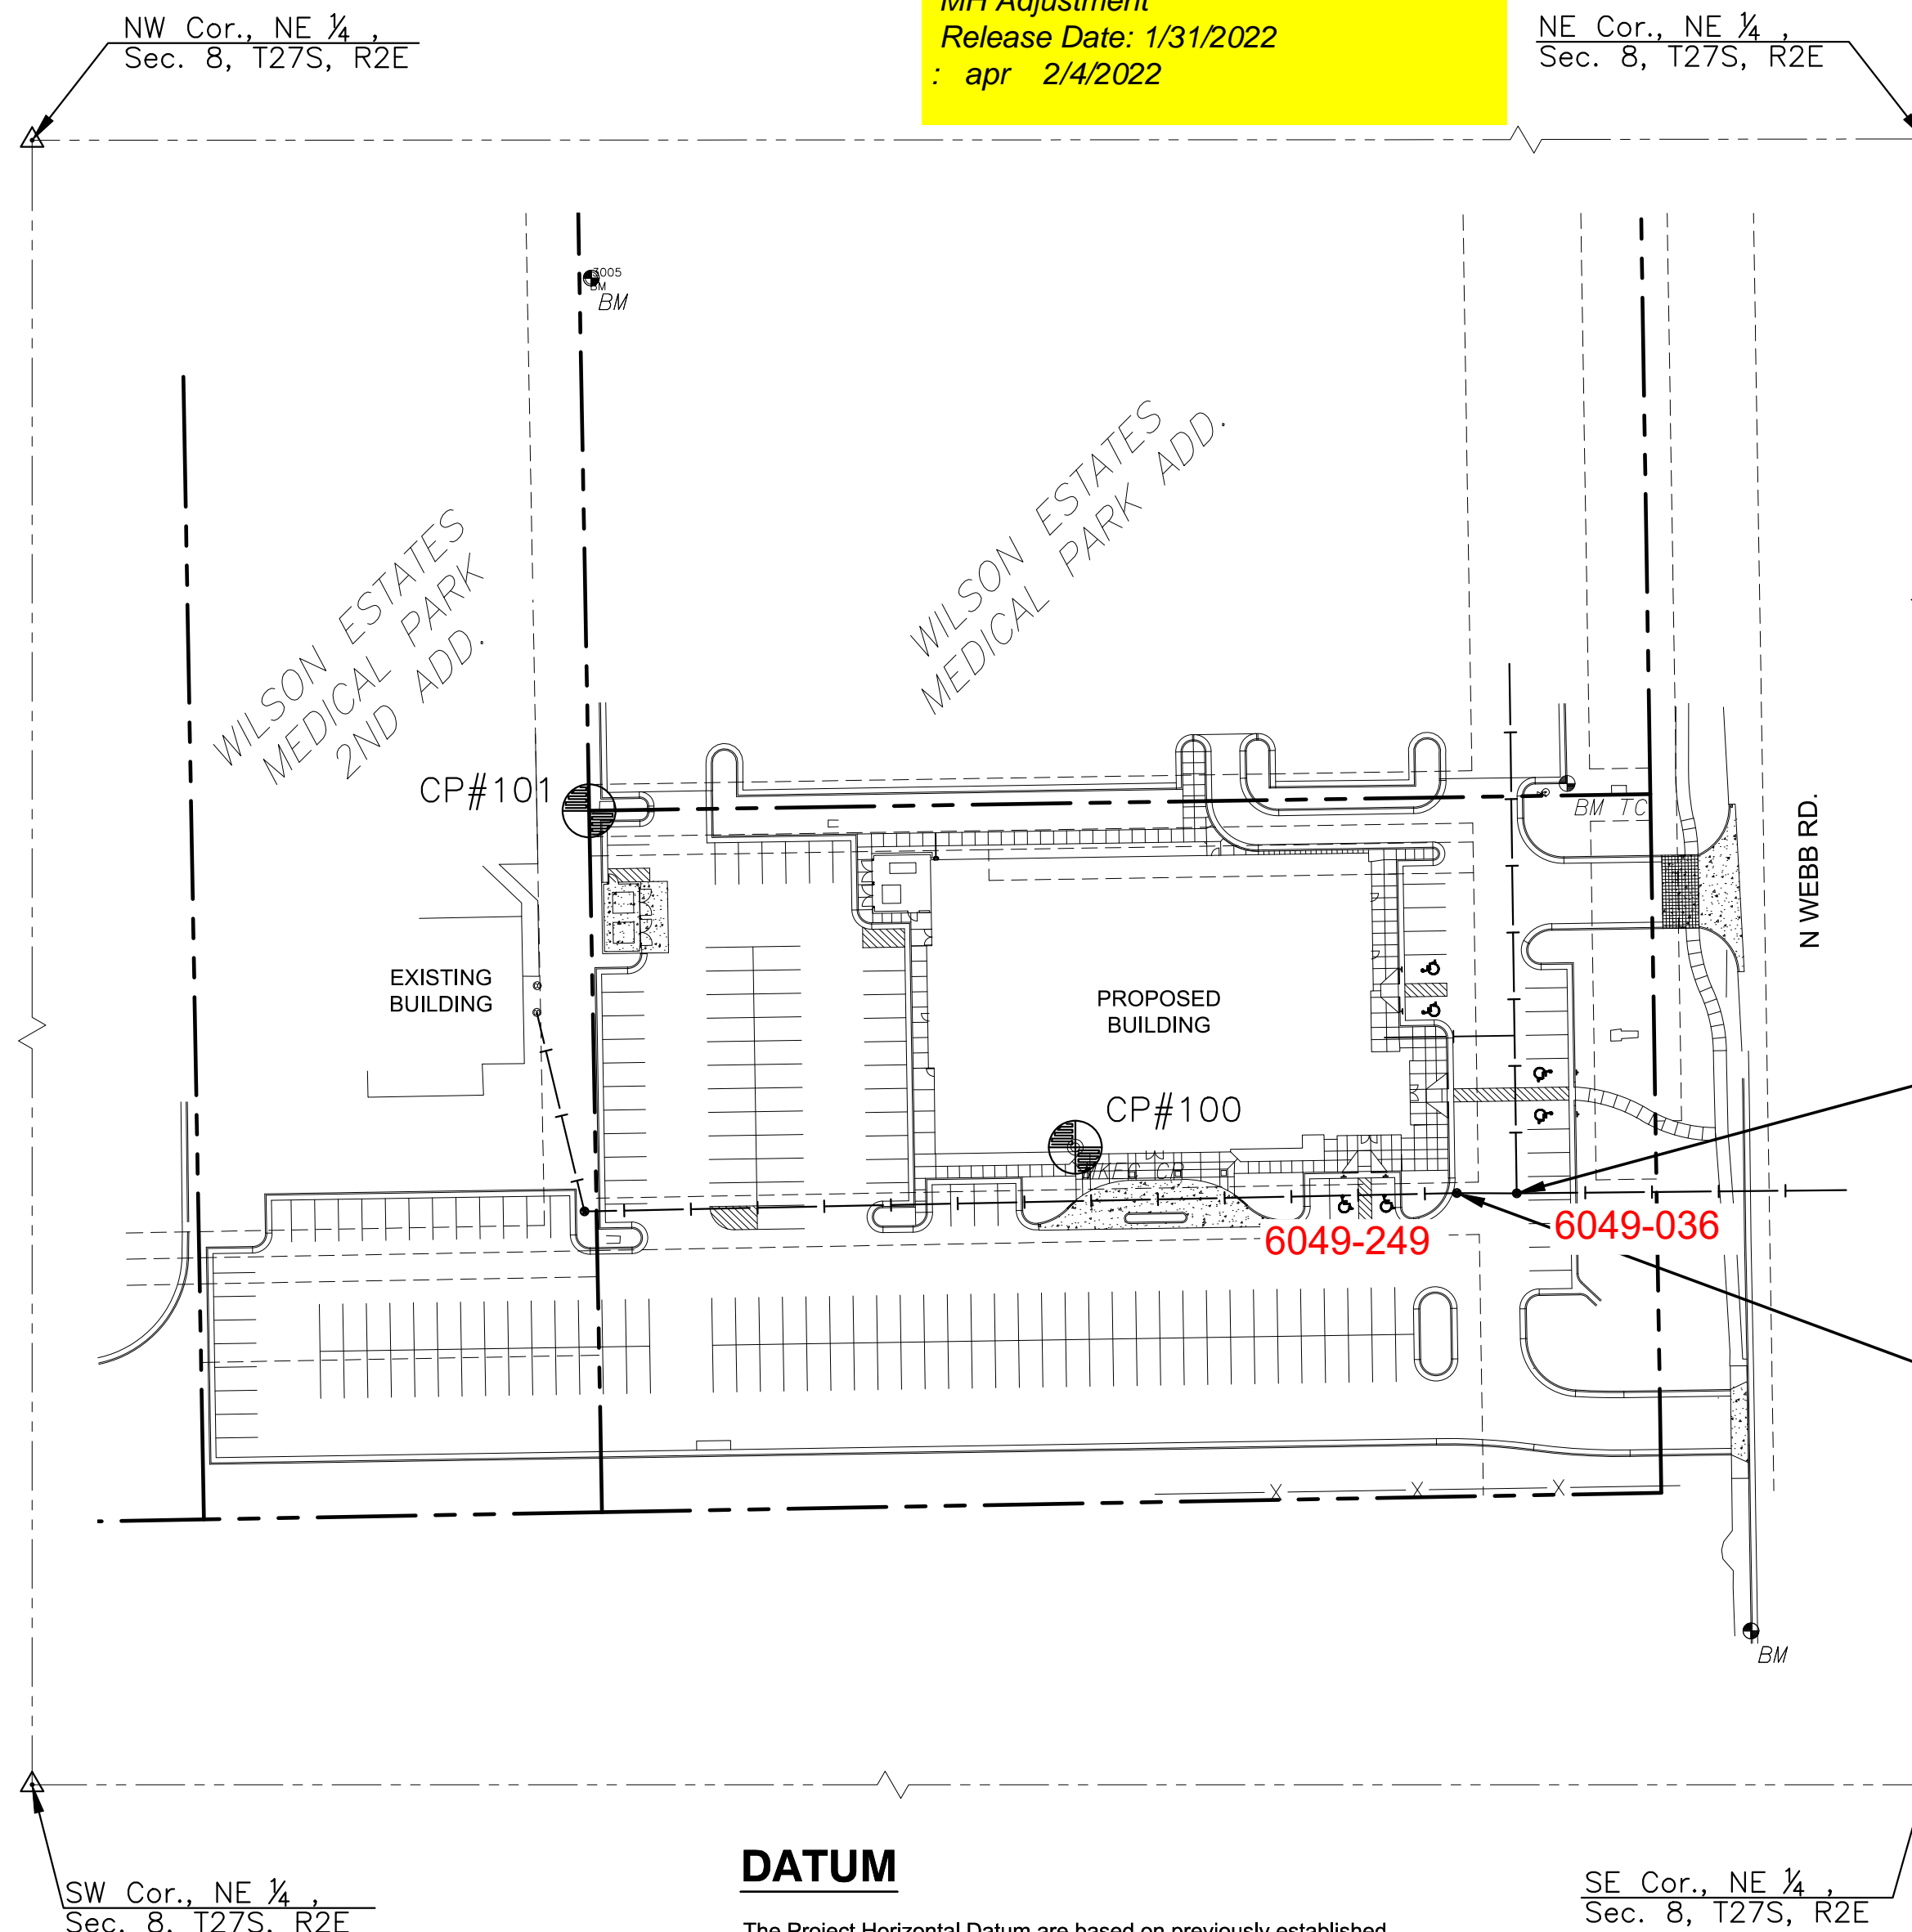 MH Adjustment
Release Date: 1/31/2022
: apr 2/4/2022
NW Cor., NE ¼ ,
Sec. 8, T27S, R2E
NE Cor., NE ¼ ,
Sec. 8, T27S, R2E
3005
BM
BM
WILSON ESTATES
MEDICAL PARK
2ND ADD.
WILSON ESTATES
MEDICAL PARK ADD.
CP#101
BM TC
N WEBB RD.
EXISTING
BUILDING
PROPOSED
BUILDING
CP#100
6049-249
6049-036
X X X
BM
DATUM
SW Cor., NE ¼ ,
Sec. 8, T27S, R2E
SE Cor., NE ¼ ,
Sec. 8, T27S, R2E
The Project Horizontal Datum are based on previously established